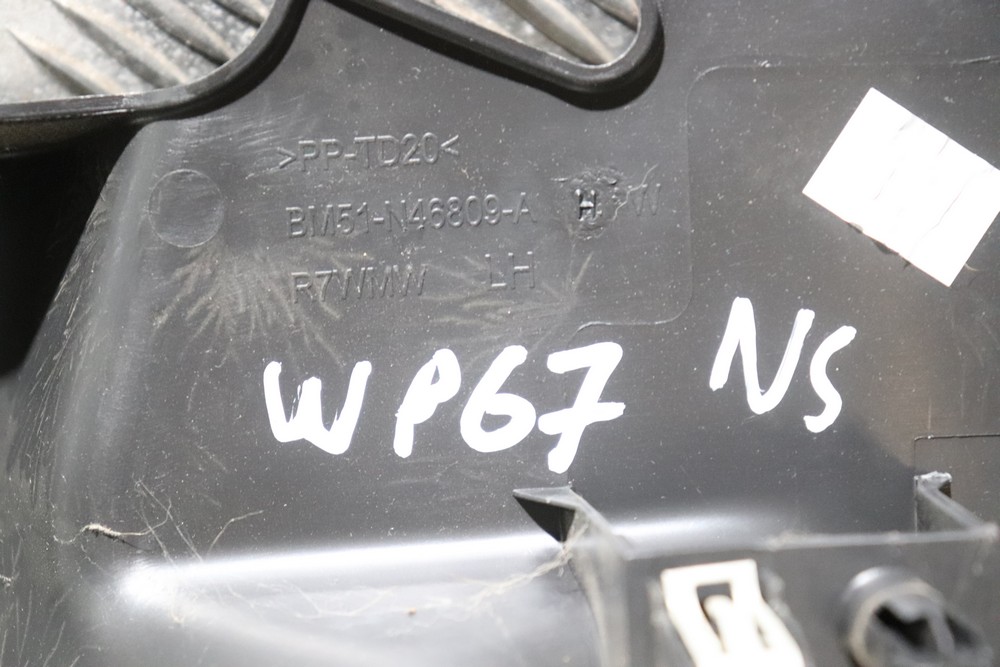 >PP-TD20<
BM51-N46809-A H W
R7WMW LH
WP67 NS